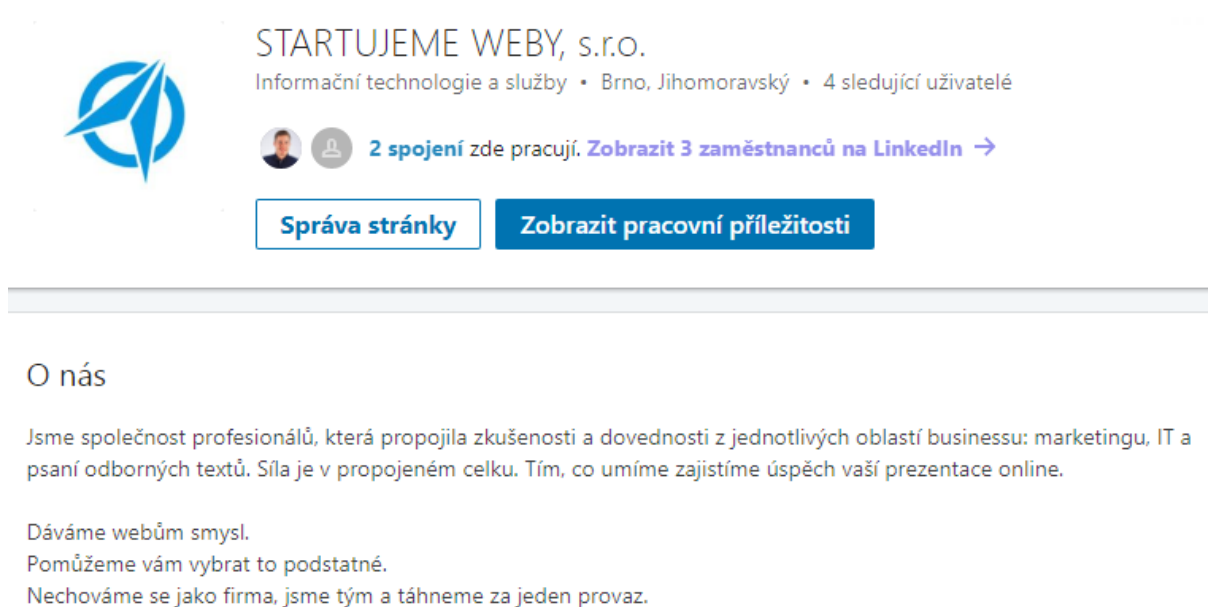 STARTUJEME WEBY, s.r.o.
Informační technologie a služby • Brno, Jihomoravský • 4 sledující uživatelé
2 spojení zde pracují. Zobrazit 3 zaměstnanců na LinkedIn →
Správa stránky
Zobrazit pracovní příležitosti
O nás
Jsme společnost profesionálů, která propojila zkušenosti a dovednosti z jednotlivých oblastí businessu: marketingu, IT a
psaní odborných textů. Síla je v propojeném celku. Tím, co umíme zajistíme úspěch vaší prezentace online.
Dáváme webům smysl.
Pomůžeme vám vybrat to podstatné.
Nechováme se jako firma, jsme tým a táhneme za jeden provaz.